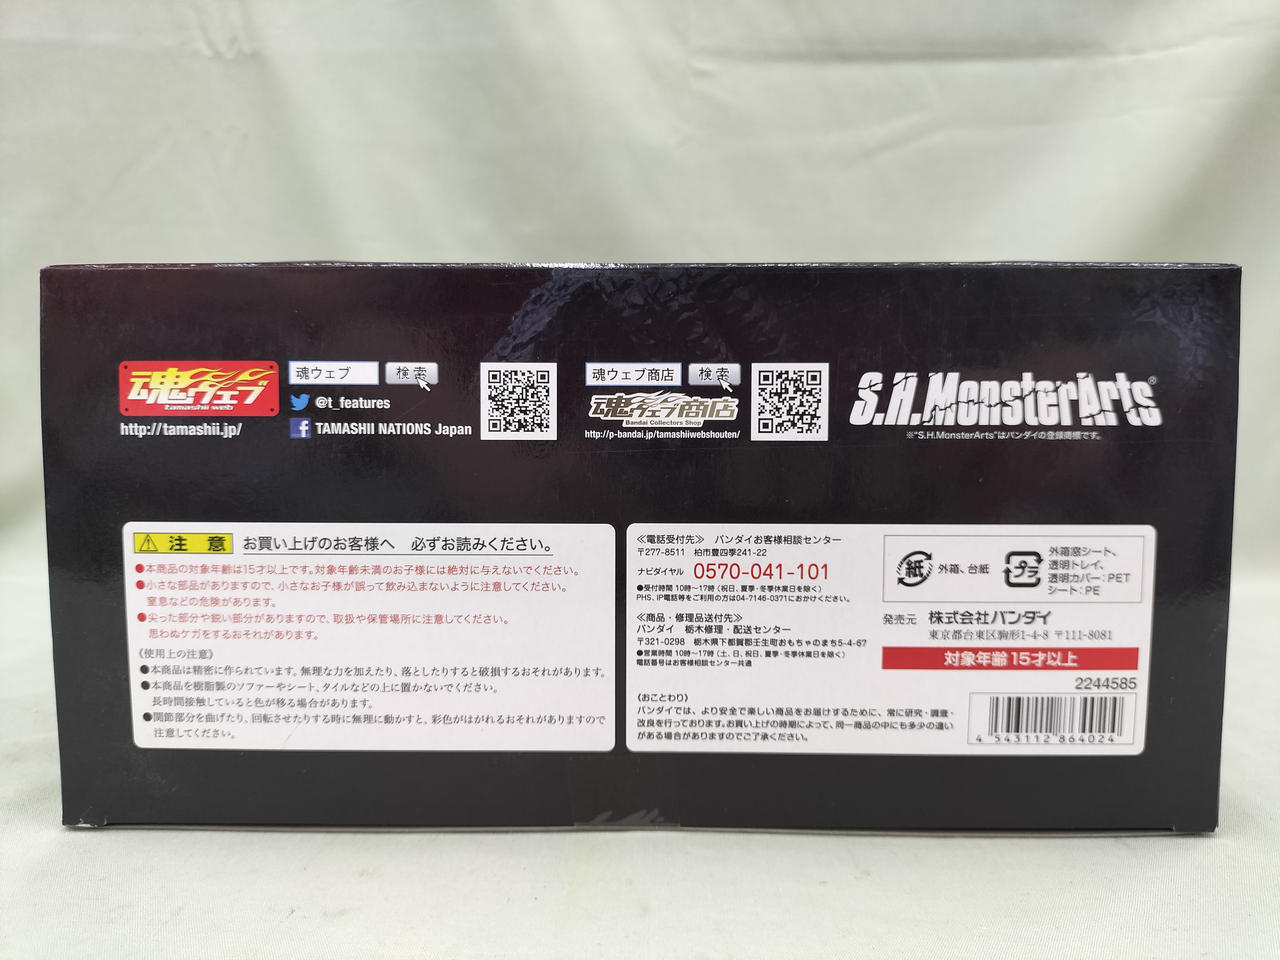 魂ウェブ
tamashii web
http://tamashii.jp/
魂ウェブ 検索
@t_features
TAMASHII NATIONS Japan
魂ウェブ商店 検索
魂ウェブ商店
Bandai Collectors Shop
http://p-bandai.jp/tamashiiwebshouten/
S.H.MonsterArts®
※"S.H.MonsterArts"はバンダイの登録商標です。
注 意 お買い上げのお客様へ 必ずお読みください。
●本商品の対象年齢は15才以上です。対象年齢未満のお子様には絶対に与えないでください。
●小さな部品がありますので、小さなお子様が誤って飲み込まないように注意してください。
窒息などの危険があります。
●尖った部分や鋭い部分がありますので、取扱や保管場所に注意してください。
思わぬケガをするおそれがあります。
《使用上の注意》
●本商品は精密に作られています。無理な力を加えたり、落としたりすると破損するおそれがあります。
●本商品を樹脂製のソファーやシート、タイルなどの上に置かないでください。
長時間接触していると色が移る場合があります。
●関節部分を曲げたり、回転させたりする時に無理に動かすと、彩色がはがれるおそれがありますので
注意してください。
≪電話受付先≫ バンダイお客様相談センター
〒277-8511 柏市豊四季241-22
ナビダイヤル 0570-041-101
●受付時間 10時〜17時 (祝日、夏季・冬季休業日を除く)
PHS、IP電話等をご利用の方は04-7146-0371におかけください。
≪商品・修理品送付先≫
バンダイ 栃木修理・配送センター
〒321-0298 栃木県下都賀郡壬生町おもちゃのまち5-4-67
●営業時間 10時〜17時 (土、日、祝日、夏季・冬季休業日を除く)
電話番号はお客様相談センター共通
《おことわり》
バンダイでは、より安全で楽しい商品をお届けするために、常に研究・調査・
改良を行っております。お買い上げの時期によって、同一商品の中にも多少の違い
がある場合がありますのでご了承ください。
紙 外箱、台紙
プラ
外箱窓シート、
透明トレイ、
透明カバー:PET
シート:PE
発売元 株式会社バンダイ
東京都台東区駒形1-4-8 〒111-8081
対象年齢 15才以上
2244585
4 543112 864024